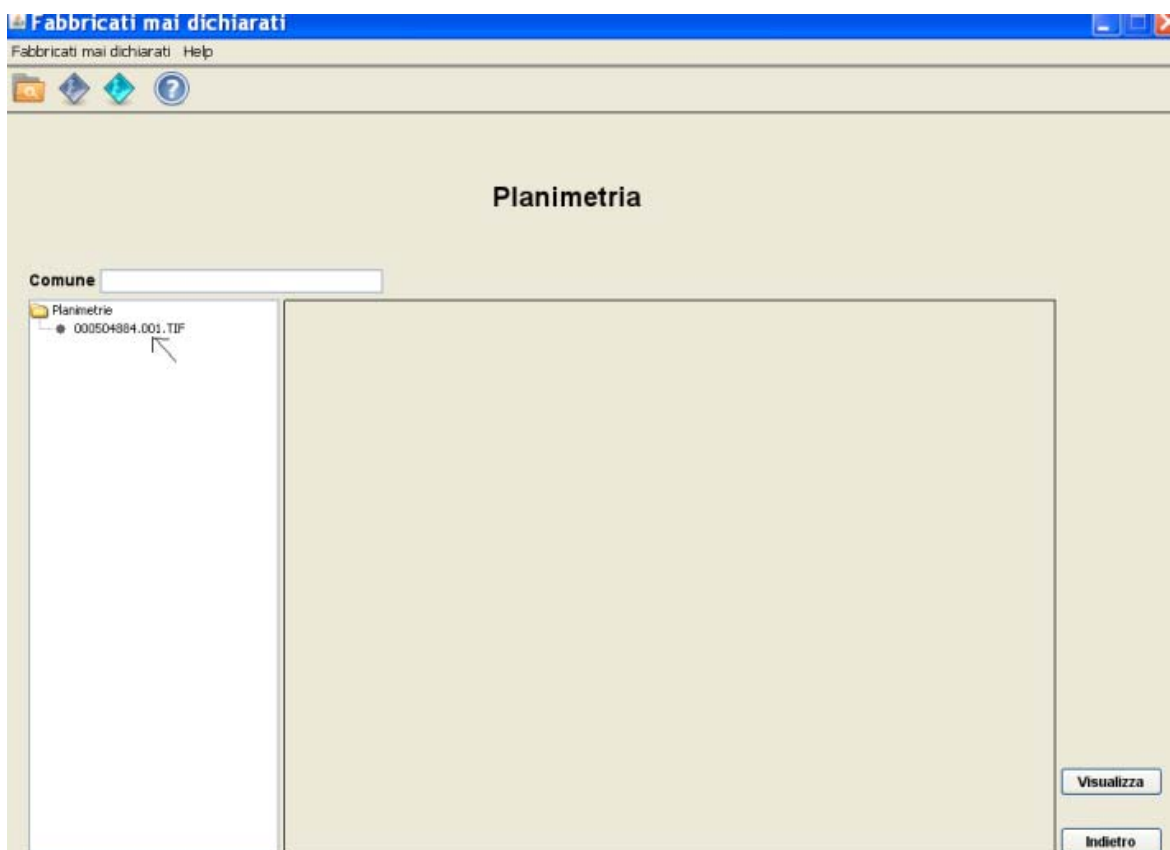 Fabbricati mai dichiarati
Fabbricati mai dichiarati Help
Planimetria
Comune
Planimetrie
000504884.001.TIF
Visualizza
Indietro